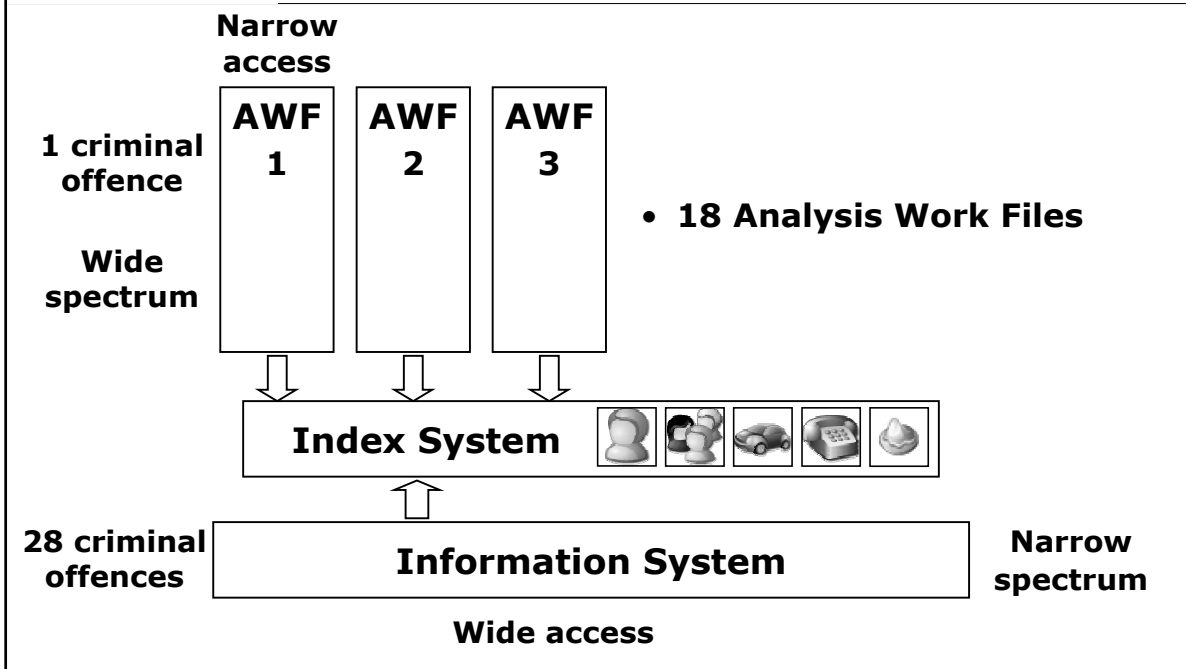 Narrow
access
AWF
1
AWF
2
AWF
3
1 criminal
offence
Wide
spectrum
• 18 Analysis Work Files
Index System
28 criminal
offences
Information System
Narrow
spectrum
Wide access